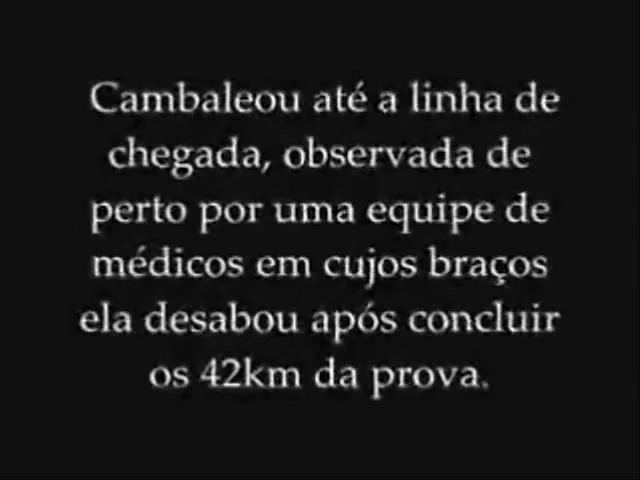 Cambaleou até a linha de
chegada, observada de
perto por uma equipe de
médicos em cujos braços
ela desabou após concluir
os 42km da prova.